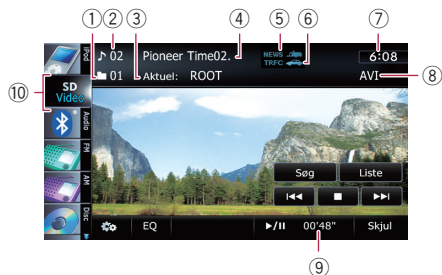 ① ② ③ ④ ⑤ ⑥ ⑦
iPod ♪ 02 Pioneer Time02. NEWS 6:08
01 Aktuel: ROOT TRFC AVI ⑧
⑩ SD
Video
Audio
FM
AM
Disc
Søg Liste
EQ ►/II 00'48" Skjul
⑨